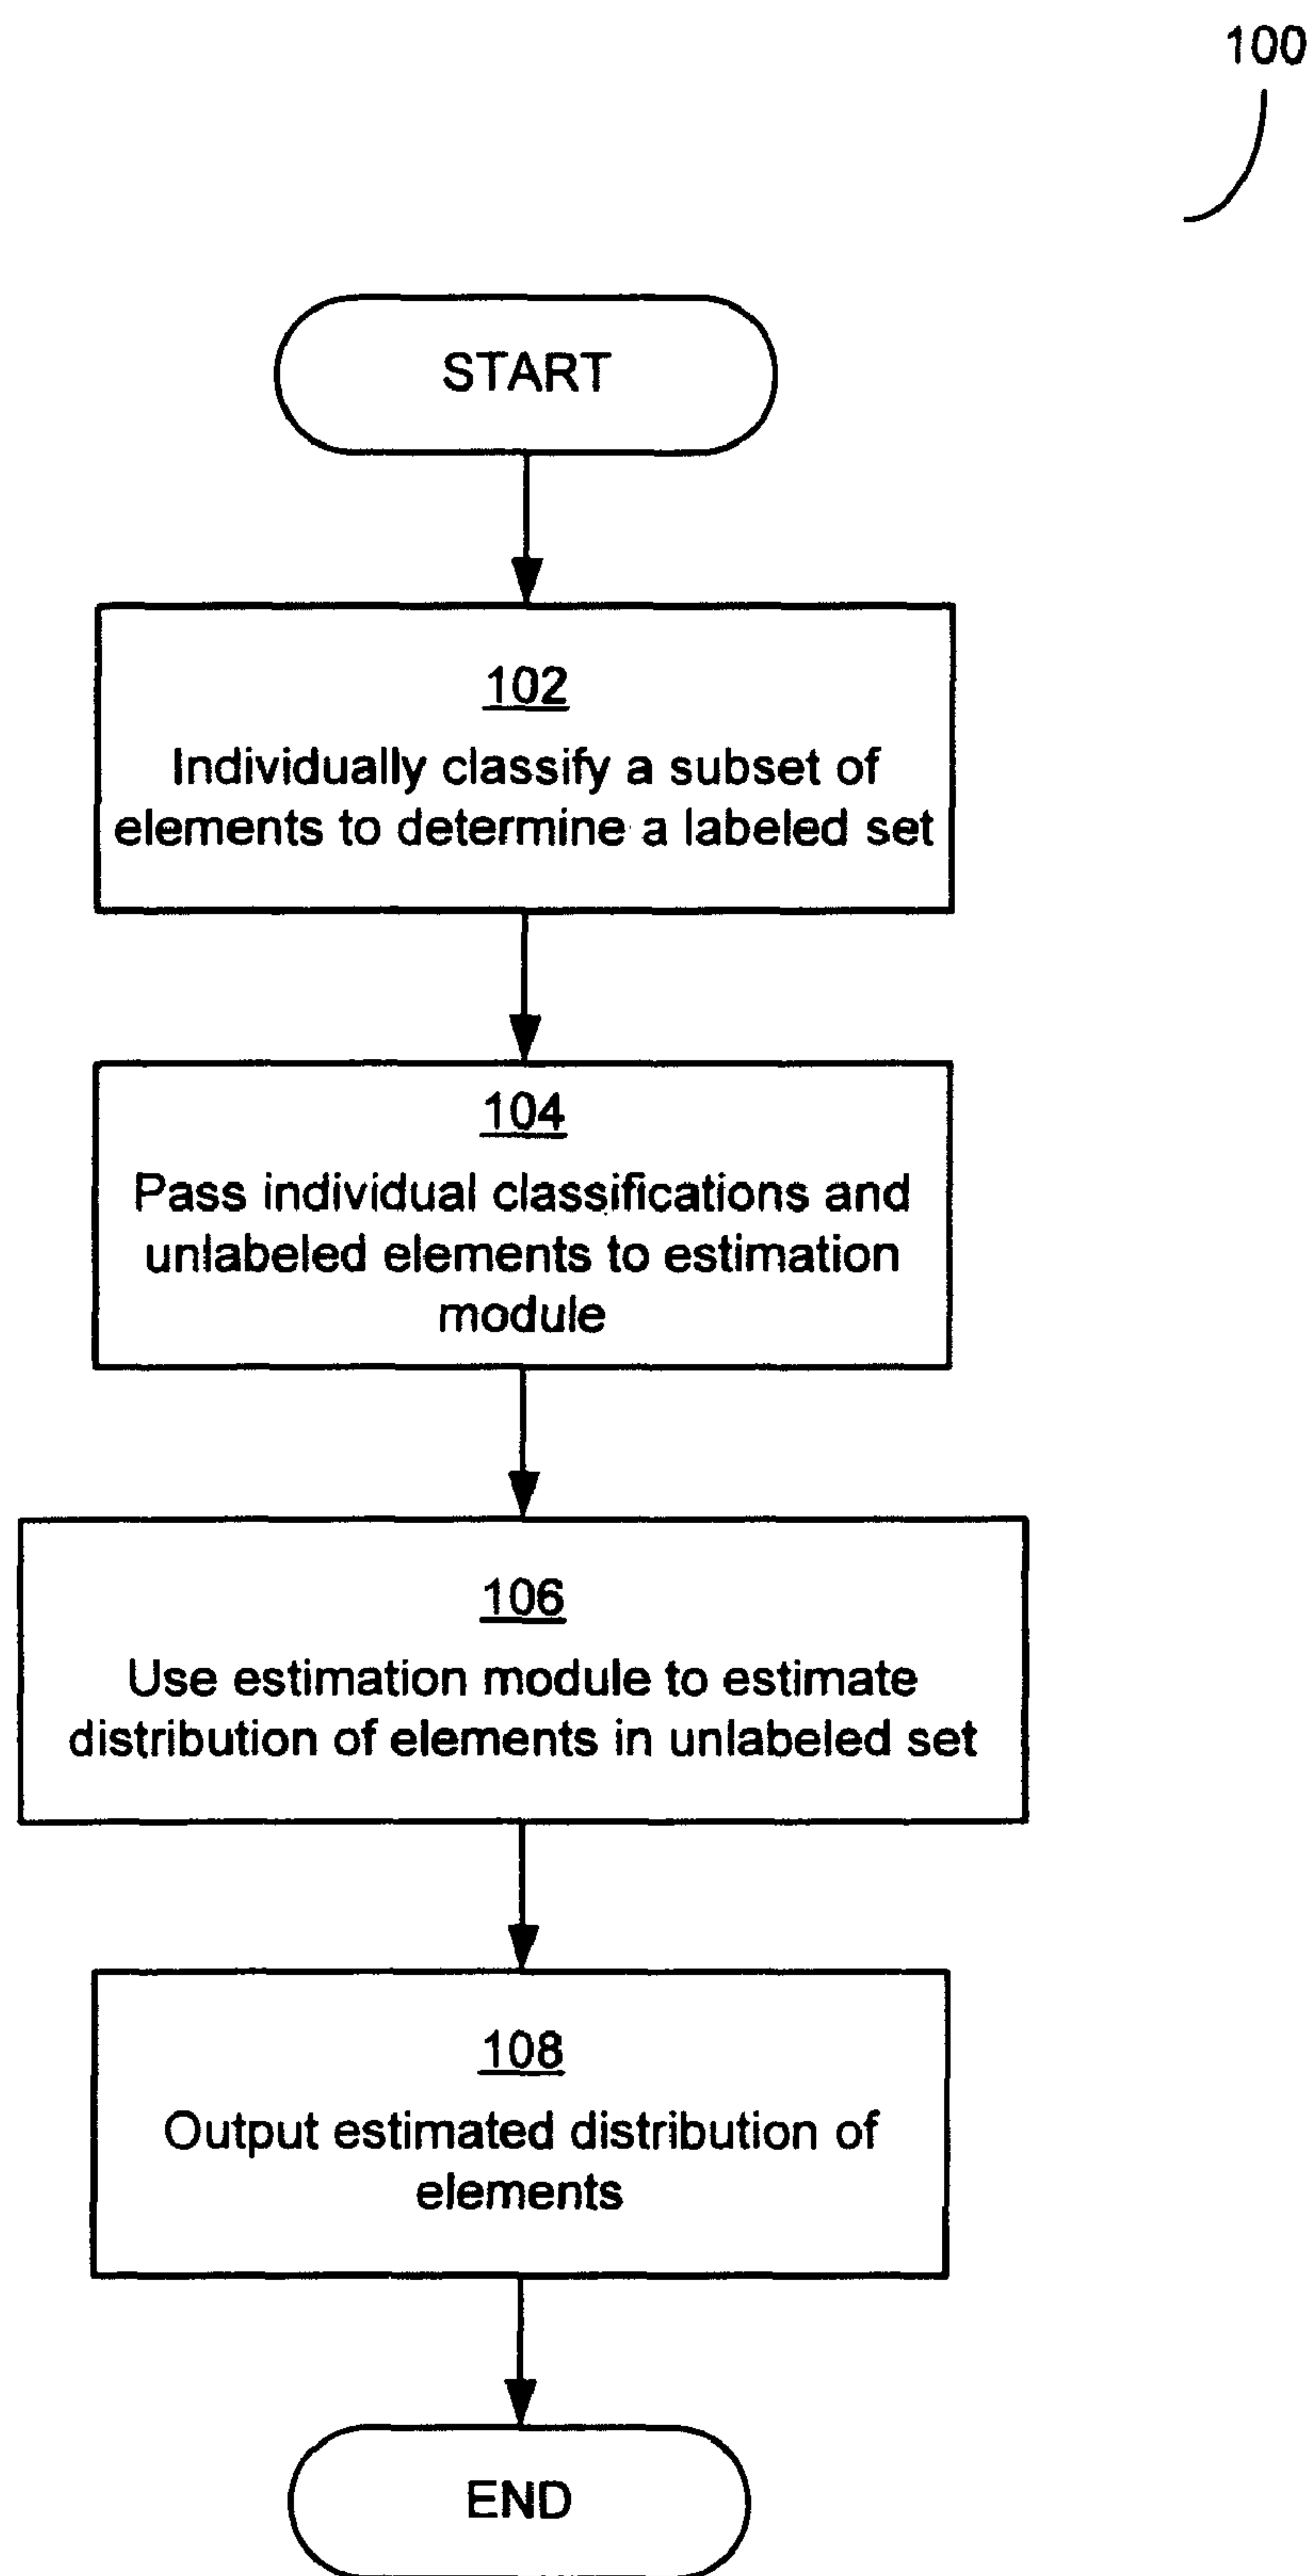 100
START
102
Individually classify a subset of
elements to determine a labeled set
104
Pass individual classifications and
unlabeled elements to estimation
module
106
Use estimation module to estimate
distribution of elements in unlabeled set
108
Output estimated distribution of
elements
END